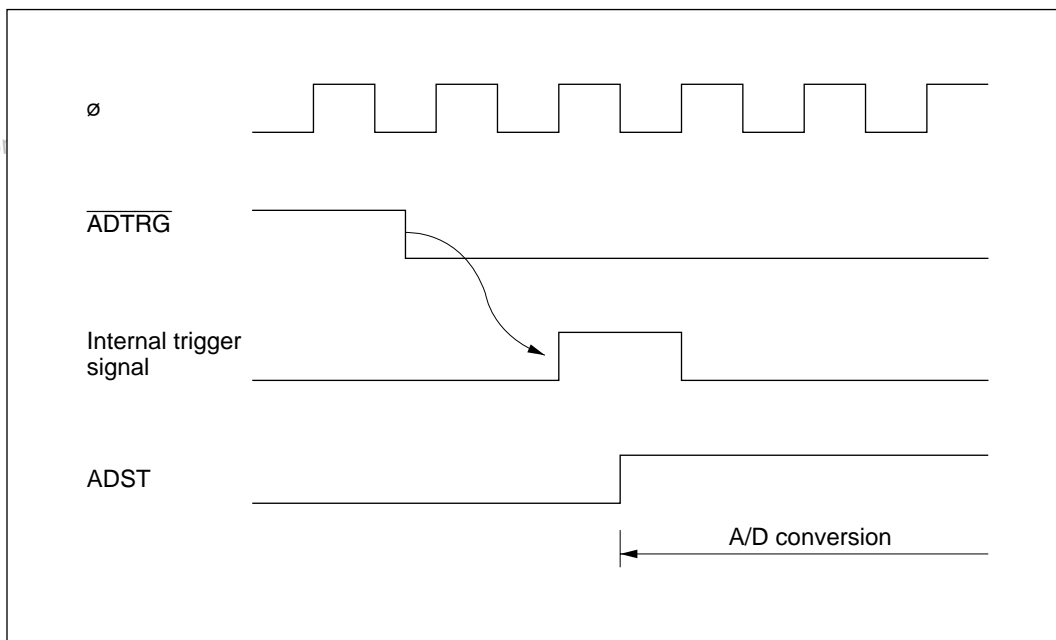 ø
ADTRG
Internal trigger
signal
ADST
A/D conversion